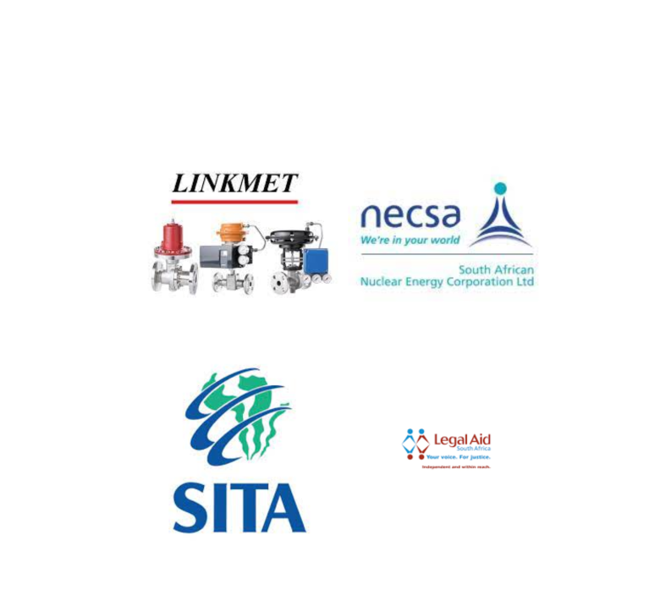 LINKMET
necsa
We're in your world
South African
Nuclear Energy Corporation Ltd
SITA
Legal Aid
South Africa
Your voice. For justice.
Independent and within reach.